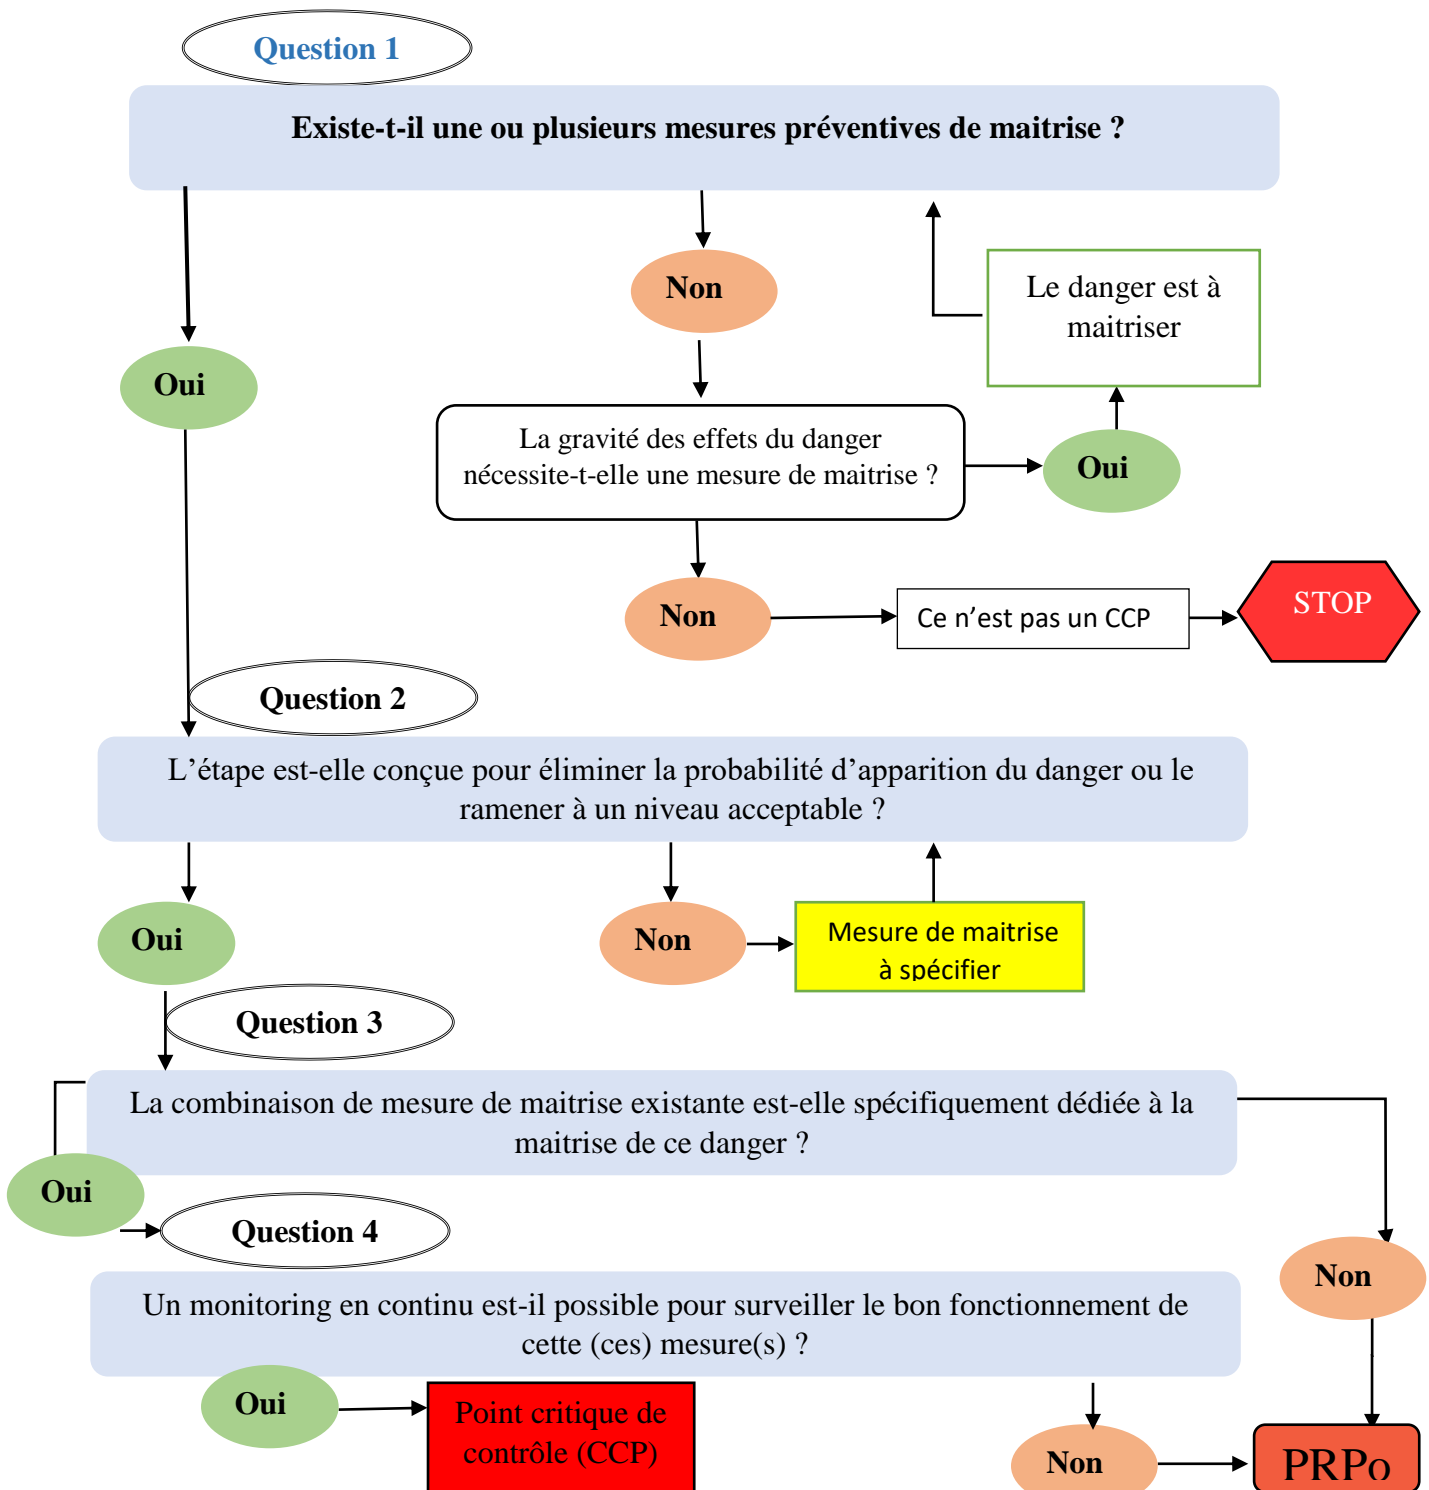 Question 1
Existe-t-il une ou plusieurs mesures préventives de maitrise ?
Non
Le danger est à
maitriser
Oui
La gravité des effets du danger
nécessite-t-elle une mesure de maitrise ?
Oui
Non
Ce n’est pas un CCP
STOP
Question 2
L’étape est-elle conçue pour éliminer la probabilité d’apparition du danger ou le
ramener à un niveau acceptable ?
Oui
Non
Mesure de maitrise
à spécifier
Question 3
La combinaison de mesure de maitrise existante est-elle spécifiquement dédiée à la
maitrise de ce danger ?
Oui
Question 4
Non
Un monitoring en continu est-il possible pour surveiller le bon fonctionnement de
cette (ces) mesure(s) ?
Oui
Point critique de
contrôle (CCP)
Non
PRPo